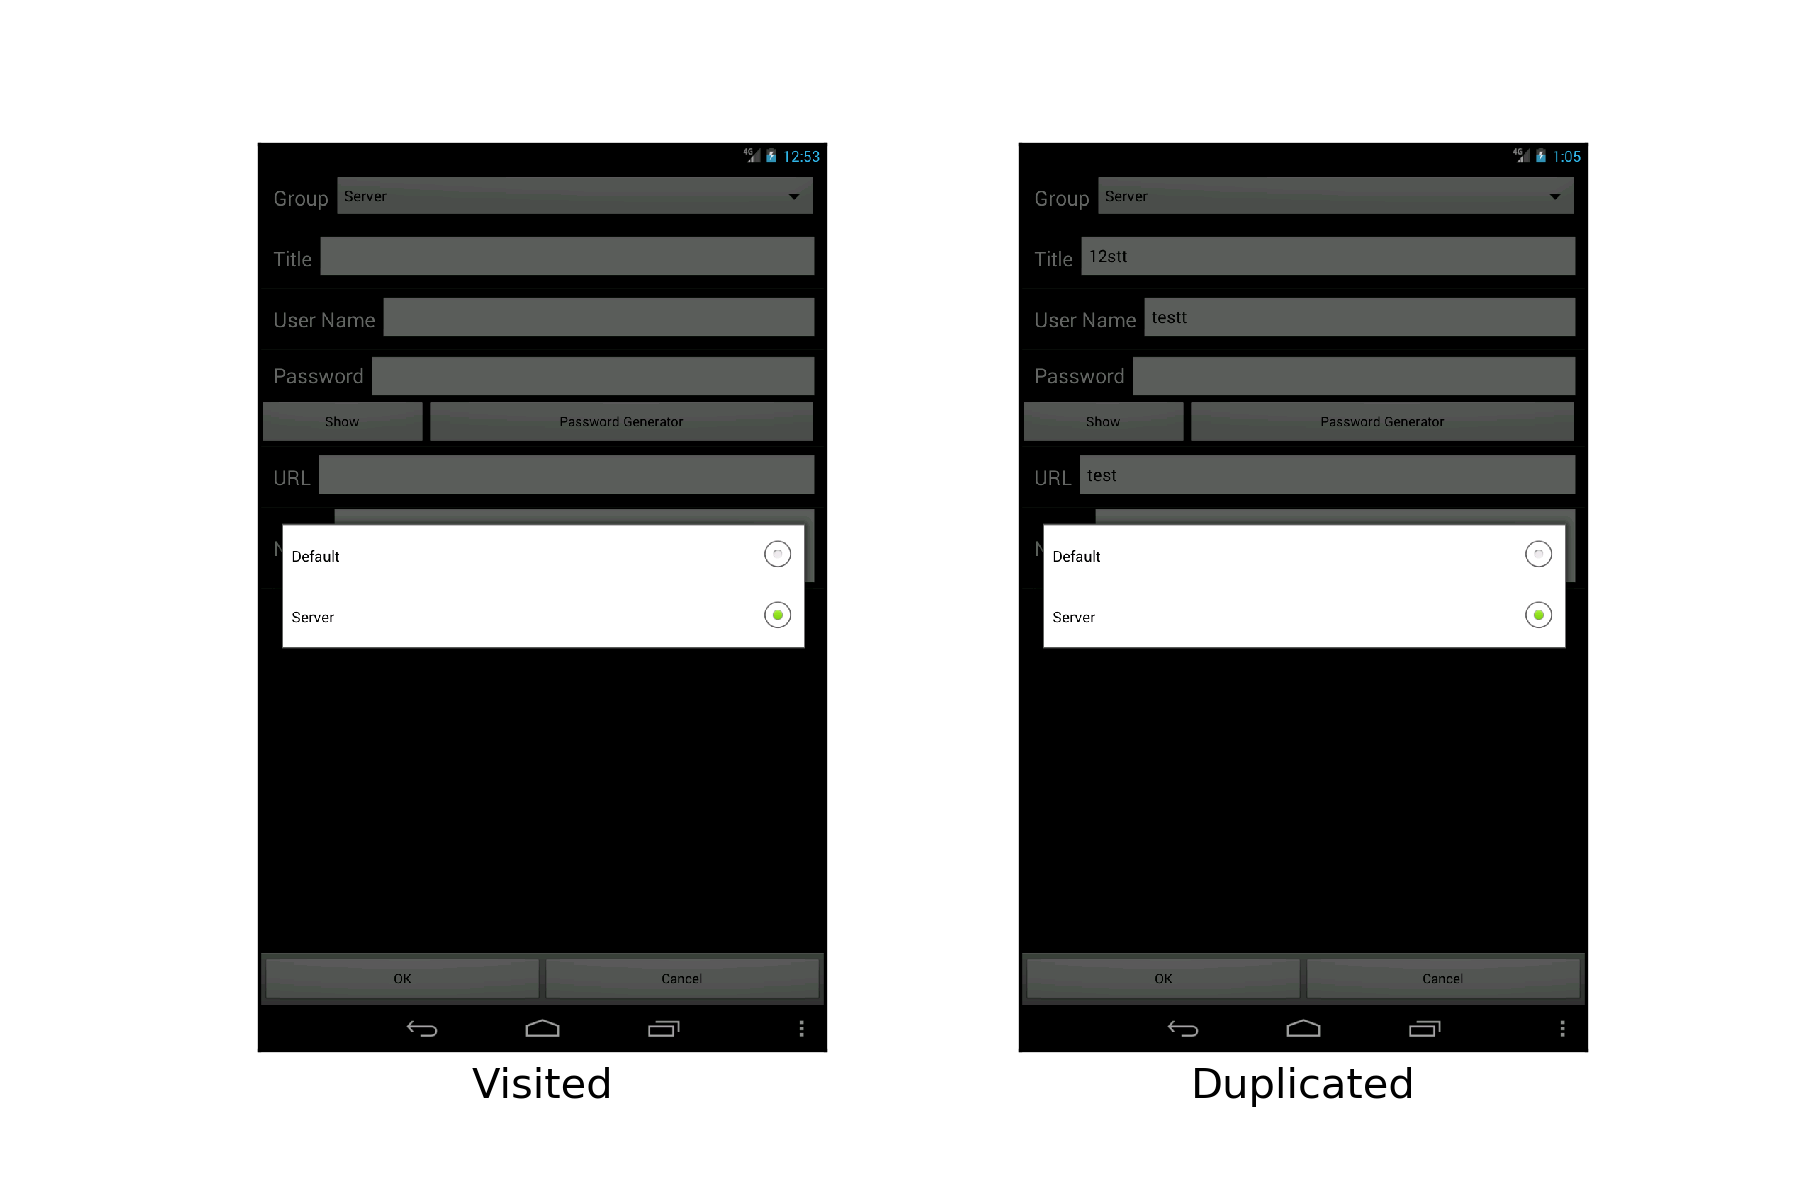 4G 12:53
Group Server
Title
User Name
Password
Show Password Generator
URL
N
Default
Server
OK Cancel
Visited
4G 1:05
Group Server
Title 12stt
User Name testt
Password
Show Password Generator
URL test
N
Default
Server
OK Cancel
Duplicated